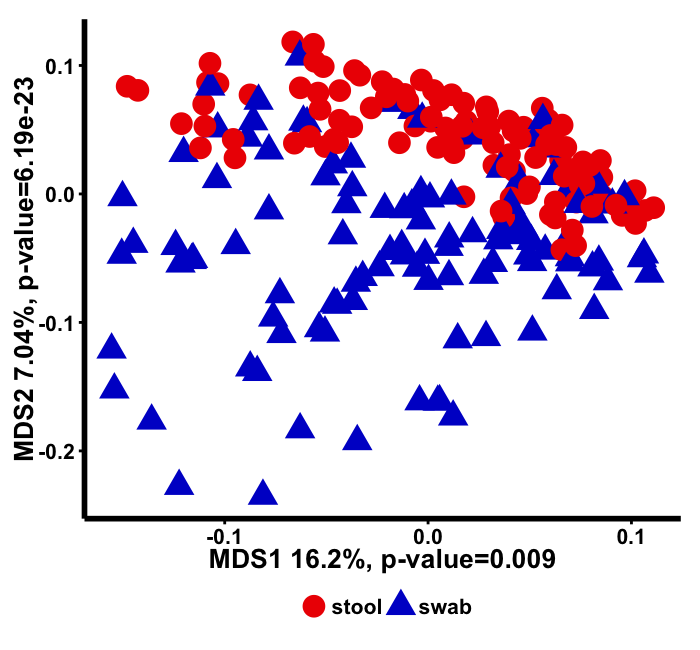 MDS2 7.04%, p-value=6.19e-23
0.1
0.0
-0.1
-0.2
-0.1 0.0 0.1
MDS1 16.2%, p-value=0.009
stool swab